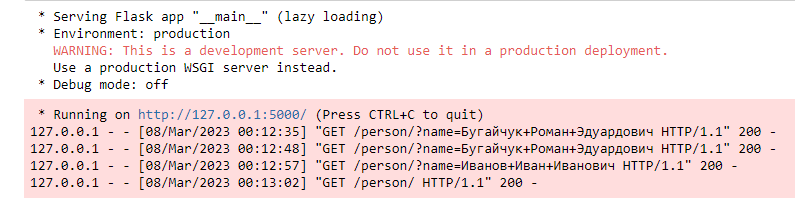 * Serving Flask app "__main__" (lazy loading)
* Environment: production
WARNING: This is a development server. Do not use it in a production deployment.
Use a production WSGI server instead.
* Debug mode: off
* Running on http://127.0.0.1:5000/ (Press CTRL+C to quit)
127.0.0.1 - - [08/Mar/2023 00:12:35] "GET /person/?name=Бугайчук+Роман+Эдуардович HTTP/1.1" 200 -
127.0.0.1 - - [08/Mar/2023 00:12:48] "GET /person/?name=Бугайчук+Роман+Эдуардович HTTP/1.1" 200 -
127.0.0.1 - - [08/Mar/2023 00:12:57] "GET /person/?name=Иванов+Иван+Иванович HTTP/1.1" 200 -
127.0.0.1 - - [08/Mar/2023 00:13:02] "GET /person/ HTTP/1.1" 200 -